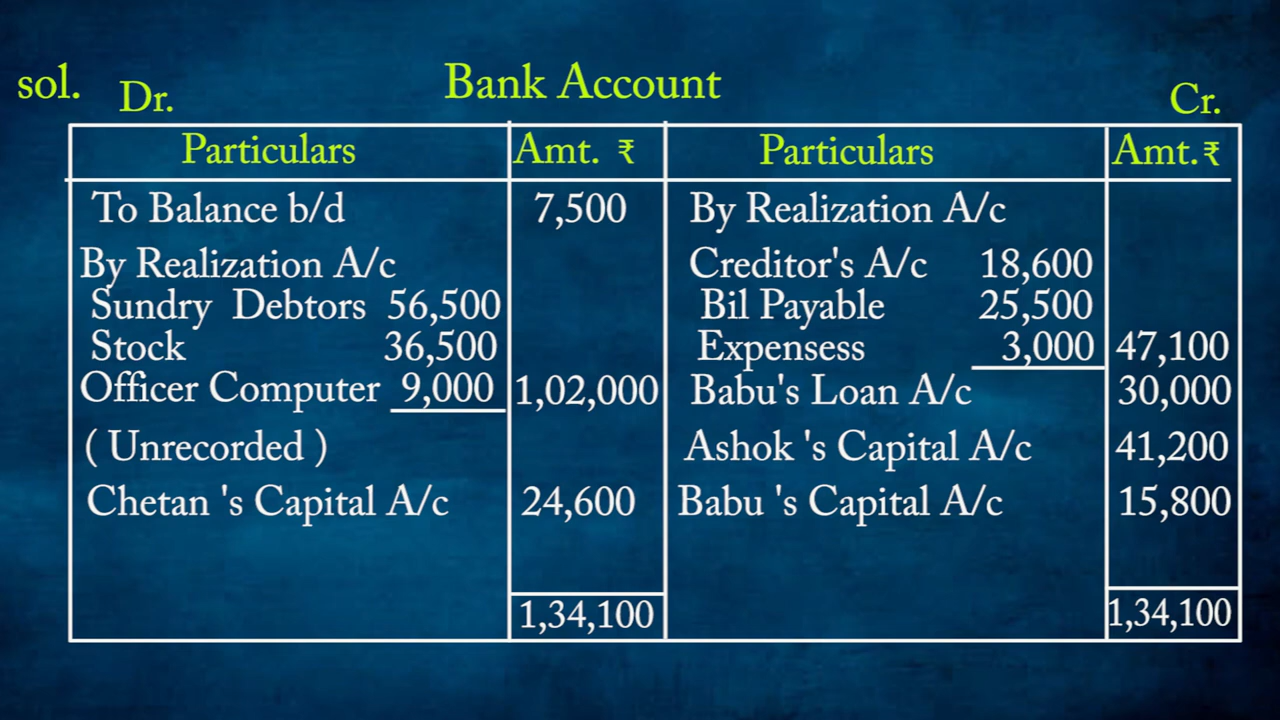 sol. Dr. Bank Account Cr.
Particulars Amt. ₹ Particulars Amt. ₹
To Balance b/d 7,500 By Realization A/c
By Realization A/c Creditor's A/c 18,600
Sundry Debtors 56,500 Bil Payable 25,500
Stock 36,500 Expensess 3,000 47,100
Officer Computer 9,000 1,02,000 Babu's Loan A/c 30,000
( Unrecorded ) Ashok 's Capital A/c 41,200
Chetan 's Capital A/c 24,600 Babu 's Capital A/c 15,800
1,34,100 1,34,100